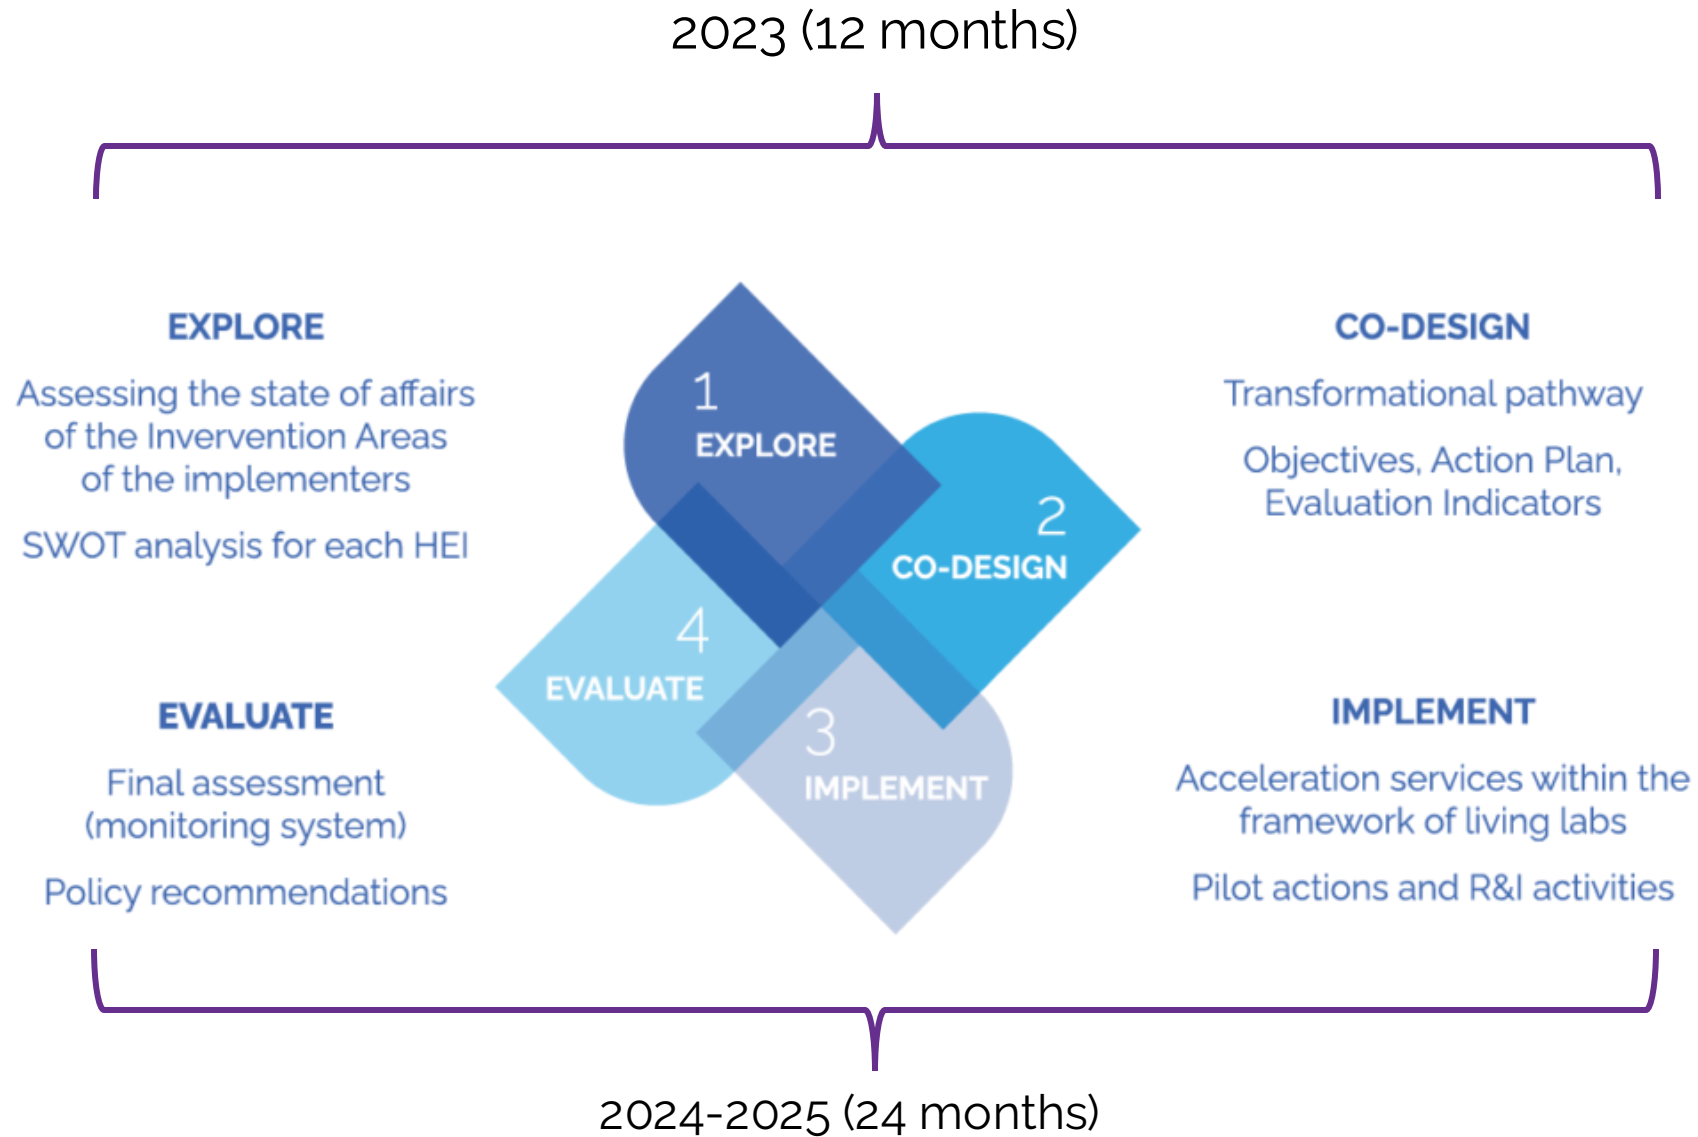 2023 (12 months)
EXPLORE
Assessing the state of affairs
of the Invervention Areas
of the implementers
SWOT analysis for each HEI
CO-DESIGN
Transformational pathway
Objectives, Action Plan,
Evaluation Indicators
1
EXPLORE
2
CO-DESIGN
4
EVALUATE
3
IMPLEMENT
EVALUATE
Final assessment
(monitoring system)
Policy recommendations
IMPLEMENT
Acceleration services within the
framework of living labs
Pilot actions and R&I activities
2024-2025 (24 months)